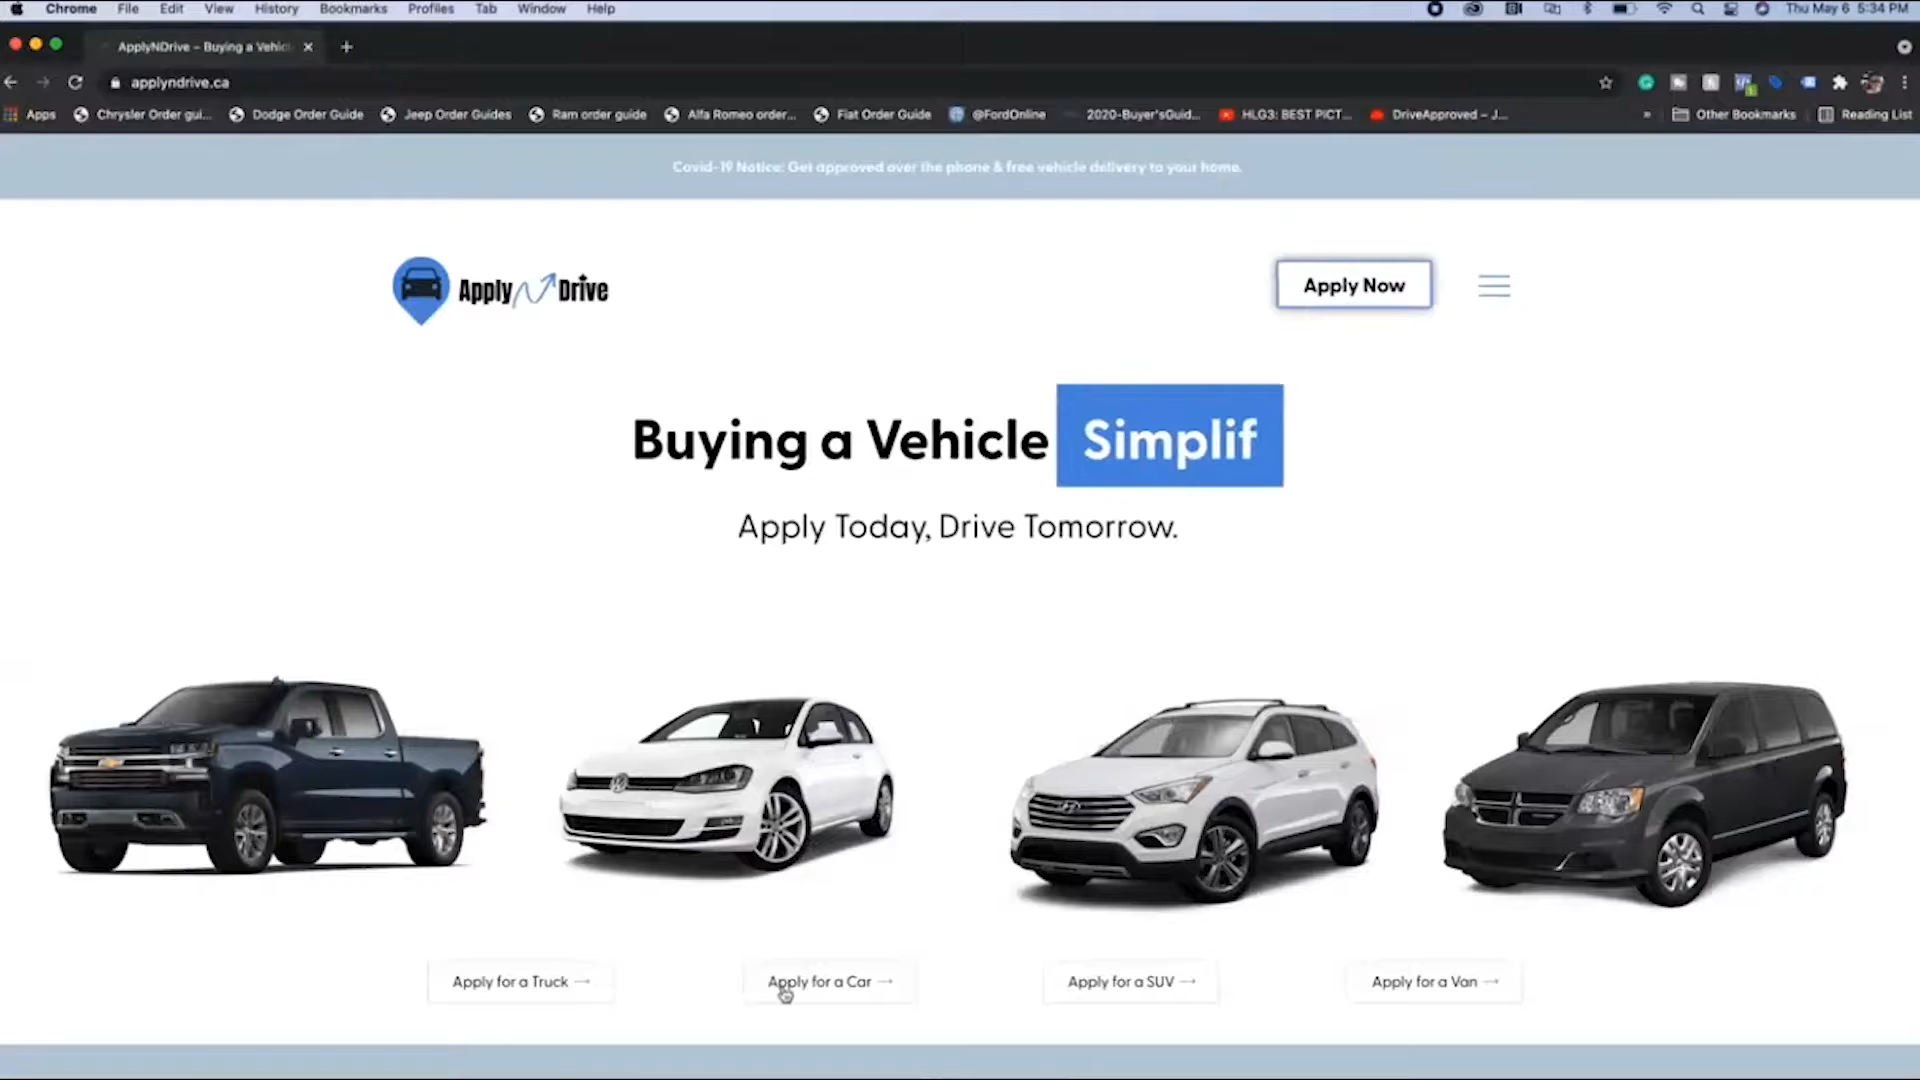 Chrome File Edit View History Bookmarks Profiles Tab Window Help Thu May 6 5:34 PM
ApplyNDrive – Buying a Vehic
applyndrive.ca
Apps Chrysler Order gui... Dodge Order Guide Jeep Order Guides Ram order guide Alfa Romeo order... Fiat Order Guide @FordOnline 2020-Buyer'sGuid... HLG3: BEST PICT... DriveApproved – J... » Other Bookmarks Reading List
Covid-19 Notice: Get approved over the phone & free vehicle delivery to your home.
Apply N Drive
Apply Now
Buying a Vehicle Simplif
Apply Today, Drive Tomorrow.
Apply for a Truck → Apply for a Car → Apply for a SUV → Apply for a Van →